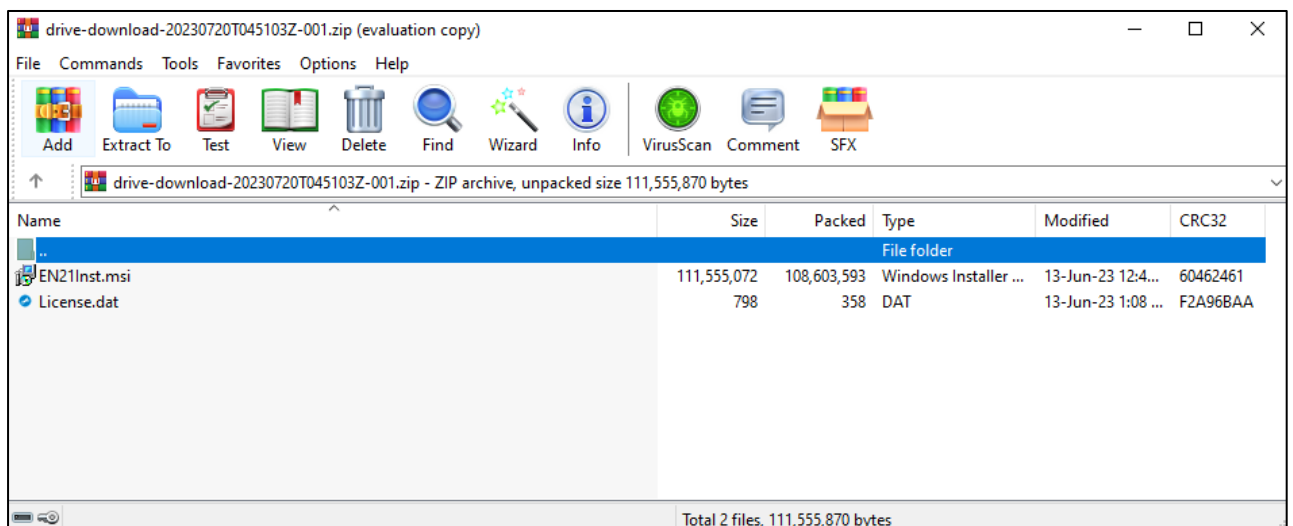 drive-download-20230720T045103Z-001.zip (evaluation copy)
File Commands Tools Favorites Options Help
Add Extract To Test View Delete Find Wizard Info VirusScan Comment SFX
drive-download-20230720T045103Z-001.zip - ZIP archive, unpacked size 111,555,870 bytes
Name Size Packed Type Modified CRC32
.. File folder
EN21Inst.msi 111,555,072 108,603,593 Windows Installer ... 13-Jun-23 12:4... 60462461
License.dat 798 358 DAT 13-Jun-23 1:08 ... F2A96BAA
Total 2 files, 111,555,870 bytes